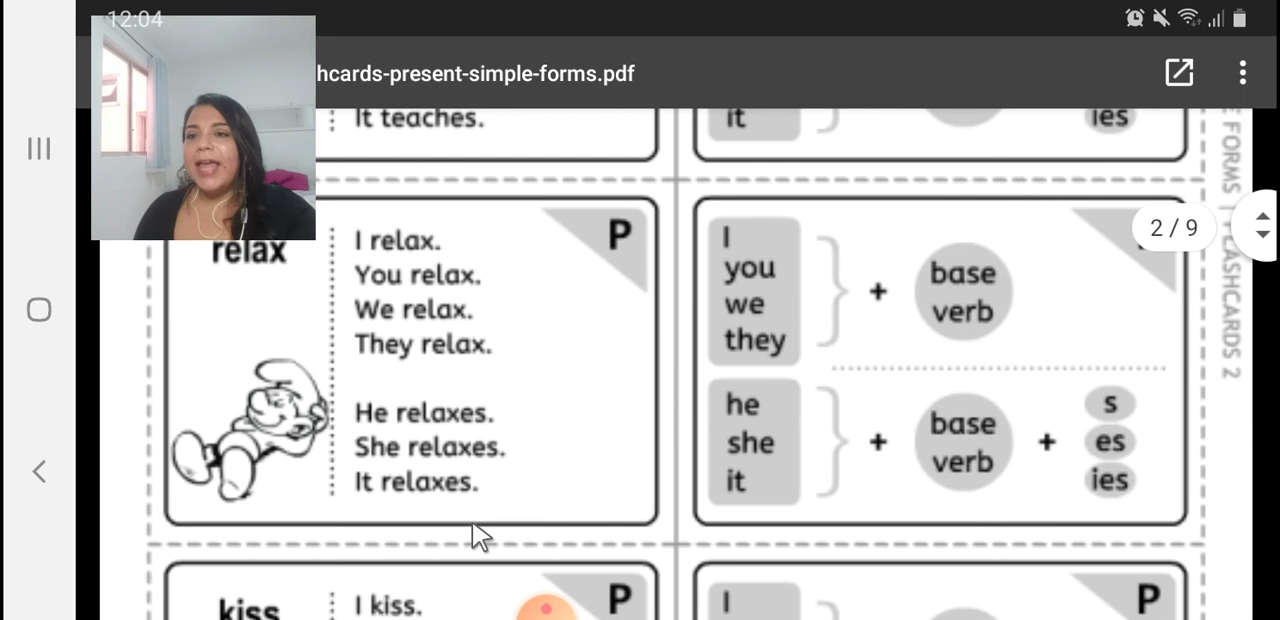 12:04
hcards-present-simple-forms.pdf
It teaches.
it
ies
relax
I relax.
You relax.
We relax.
They relax.
He relaxes.
She relaxes.
It relaxes.
P
I
you
we
they
+
base
verb
he
she
it
+
base
verb
+
s
es
ies
2 / 9
E FORMS | FLASHCARDS 2
kiss
I kiss.
P
I
P